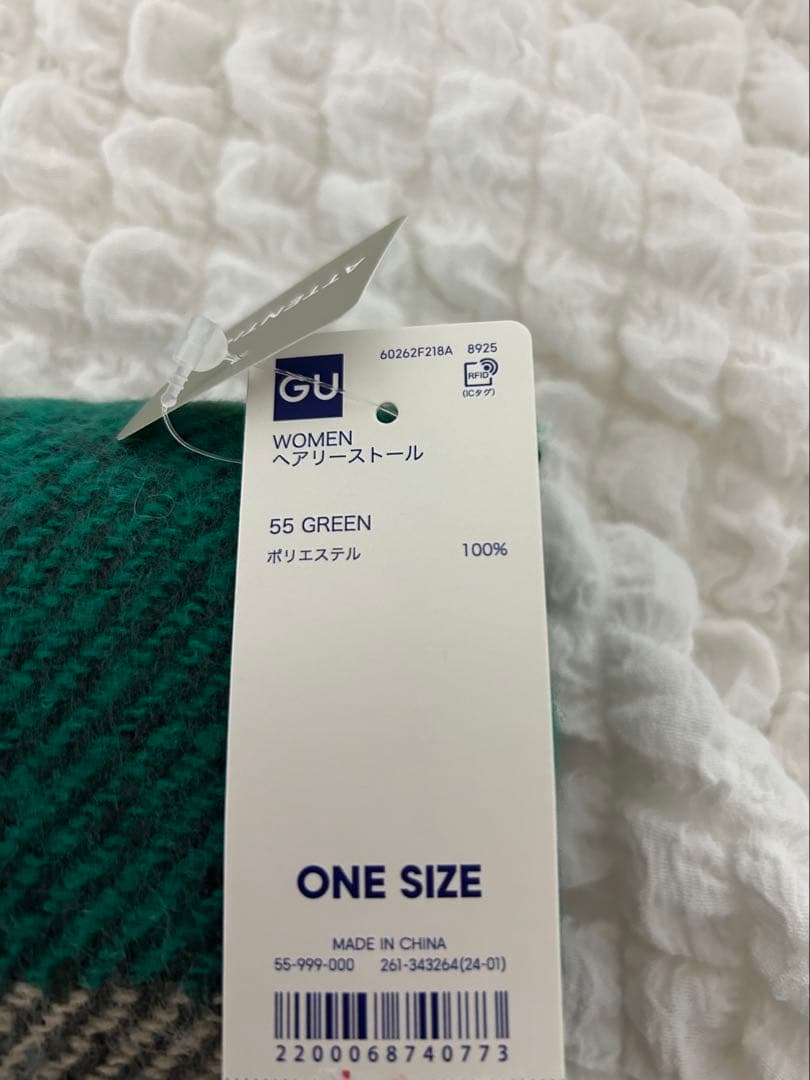 ATTENT
60262F218A 8925
GU
RFID
(ICタグ)
WOMEN
ヘアリーストール
55 GREEN
ポリエステル 100%
ONE SIZE
MADE IN CHINA
55-999-000 261-343264(24-01)
2200068740773